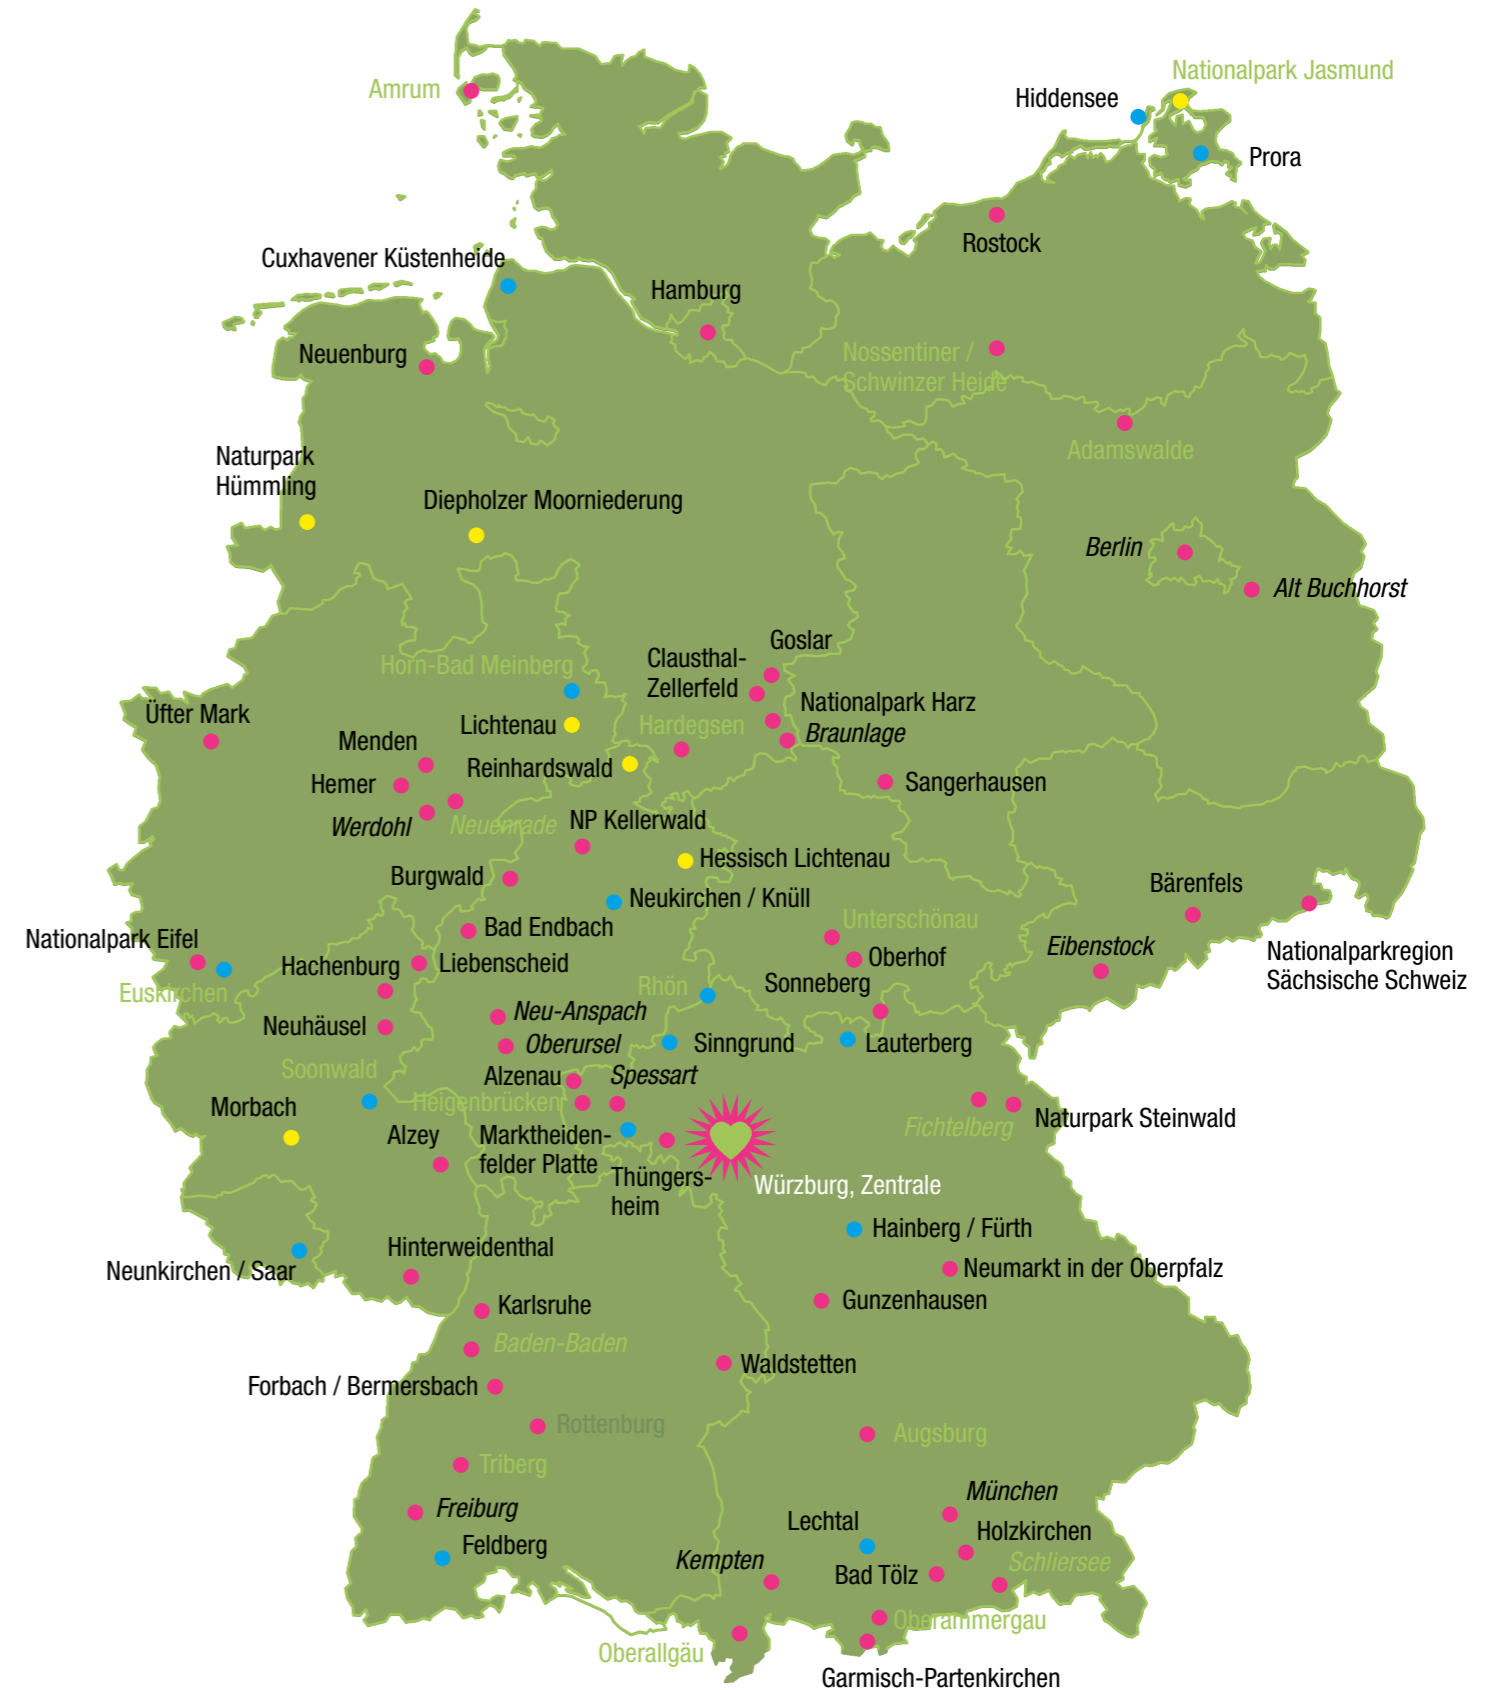 Nationalpark Jasmund
Amrum
Hiddensee
Prora
Rostock
Cuxhavener Küstenheide
Hamburg
Neuenburg
Nossentiner /
Schwinzer Heide
Adamswalde
Naturpark
Hümmling
Diepholzer Moorniederung
Berlin
Alt Buchhorst
Goslar
Clausthal-
Zellerfeld
Horn-Bad Meinberg
Nationalpark Harz
Üfter Mark
Lichtenau
Hardegsen
Braunlage
Menden
Reinhardswald
Hemer
Sangerhausen
Werdohl
Neuenrade
NP Kellerwald
Hessisch Lichtenau
Burgwald
Bärenfels
Neukirchen / Knüll
Unterschönau
Bad Endbach
Nationalpark Eifel
Eibenstock
Nationalparkregion
Sächsische Schweiz
Hachenburg
Liebenscheid
Oberhof
Euskirchen
Rhön
Sonneberg
Neu-Anspach
Neuhäusel
Oberursel
Sinngrund
Lauterberg
Soonwald
Alzenau
Spessart
Heigenbrücken
Morbach
Naturpark Steinwald
Fichtelberg
Alzey
Marktheiden-
felder Platte
Thüngers-
heim
Würzburg, Zentrale
Hainberg / Fürth
Hinterweidenthal
Neunkirchen / Saar
Neumarkt in der Oberpfalz
Karlsruhe
Gunzenhausen
Baden-Baden
Waldstetten
Forbach / Bermersbach
Rottenburg
Augsburg
Triberg
München
Freiburg
Lechtal
Holzkirchen
Feldberg
Kempten
Schliersee
Bad Tölz
Oberammergau
Oberallgäu
Garmisch-Partenkirchen